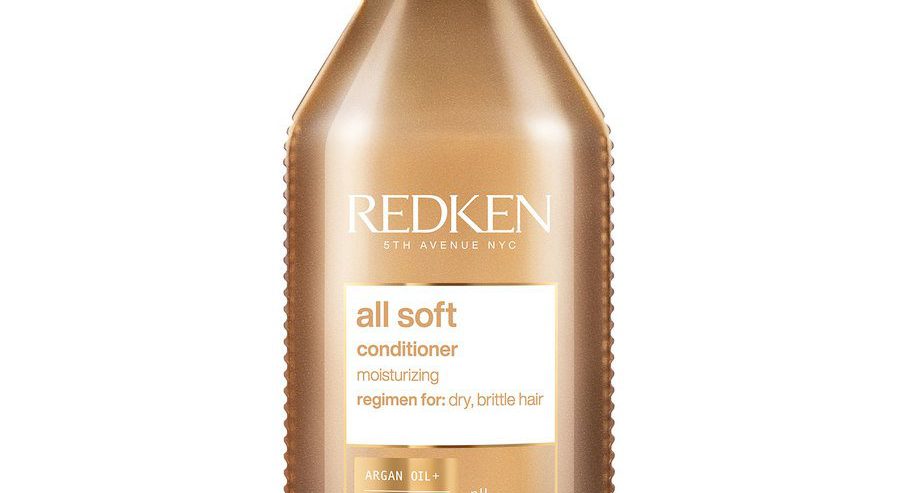 REDKEN
5TH AVENUE NYC
all soft
conditioner
moisturizing
regimen for: dry, brittle hair
ARGAN OIL+